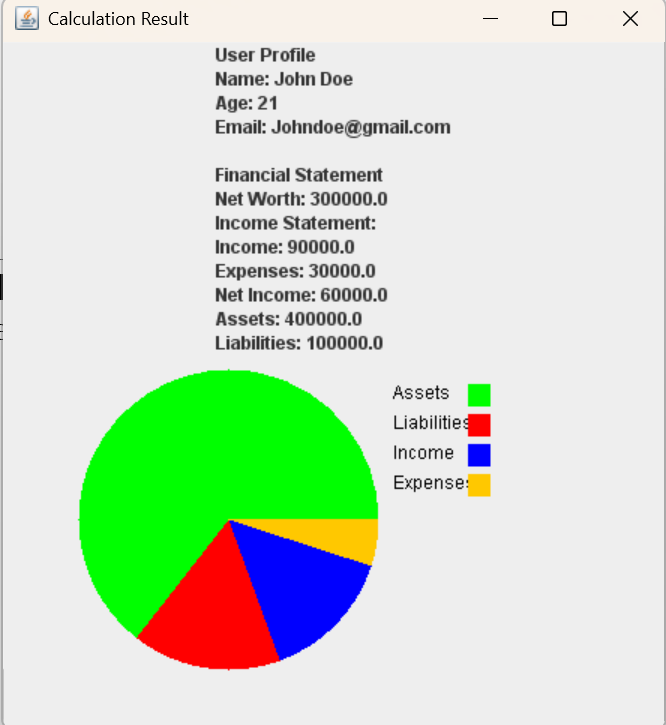 Calculation Result
User Profile
Name: John Doe
Age: 21
Email: Johndoe@gmail.com
Financial Statement
Net Worth: 300000.0
Income Statement:
Income: 90000.0
Expenses: 30000.0
Net Income: 60000.0
Assets: 400000.0
Liabilities: 100000.0
Assets
Liabilities
Income
Expenses